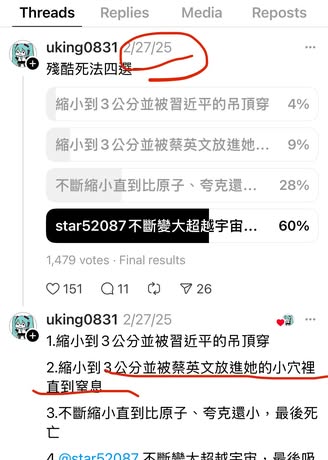 Threads Replies Media Reposts
uking0831 2/27/25
殘酷死法四選一
縮小到3公分並被習近平的吊頂穿 4%
縮小到3公分並被蔡英文放進她... 9%
不斷縮小直到比原子、夸克還... 28%
star52087不斷變大超越宇宙... 60%
1,479 votes · Final results
151 11 26
uking0831 2/27/25
1.縮小到3公分並被習近平的吊頂穿
2.縮小到3公分並被蔡英文放進她的小穴裡
直到窒息
3.不斷縮小直到比原子、夸克還小，最後死
亡
4.@star52087 不斷變大超越宇宙，最後吸